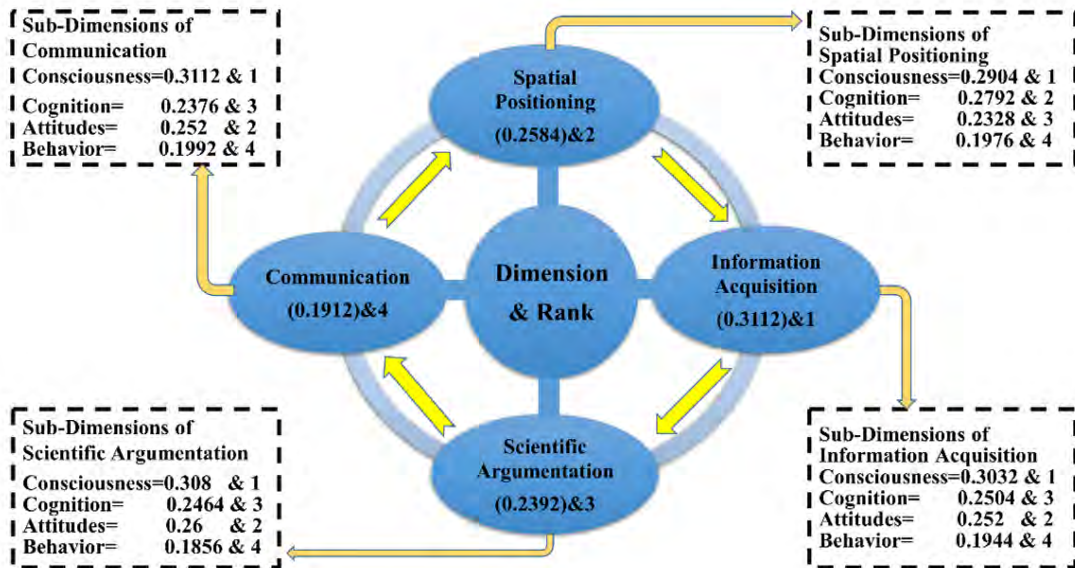 Sub-Dimensions of
Communication
Consciousness=0.3112 & 1
Cognition= 0.2376 & 3
Attitudes= 0.252 & 2
Behavior= 0.1992 & 4
Spatial
Positioning
(0.2584)&2
Sub-Dimensions of
Spatial Positioning
Consciousness=0.2904 & 1
Cognition= 0.2792 & 2
Attitudes= 0.2328 & 3
Behavior= 0.1976 & 4
Communication
(0.1912)&4
Dimension
& Rank
Information
Acquisition
(0.3112)&1
Sub-Dimensions of
Scientific Argumentation
Consciousness=0.308 & 1
Cognition= 0.2464 & 3
Attitudes= 0.26 & 2
Behavior= 0.1856 & 4
Scientific
Argumentation
(0.2392)&3
Sub-Dimensions of
Information Acquisition
Consciousness=0.3032 & 1
Cognition= 0.2504 & 3
Attitudes= 0.252 & 2
Behavior= 0.1944 & 4